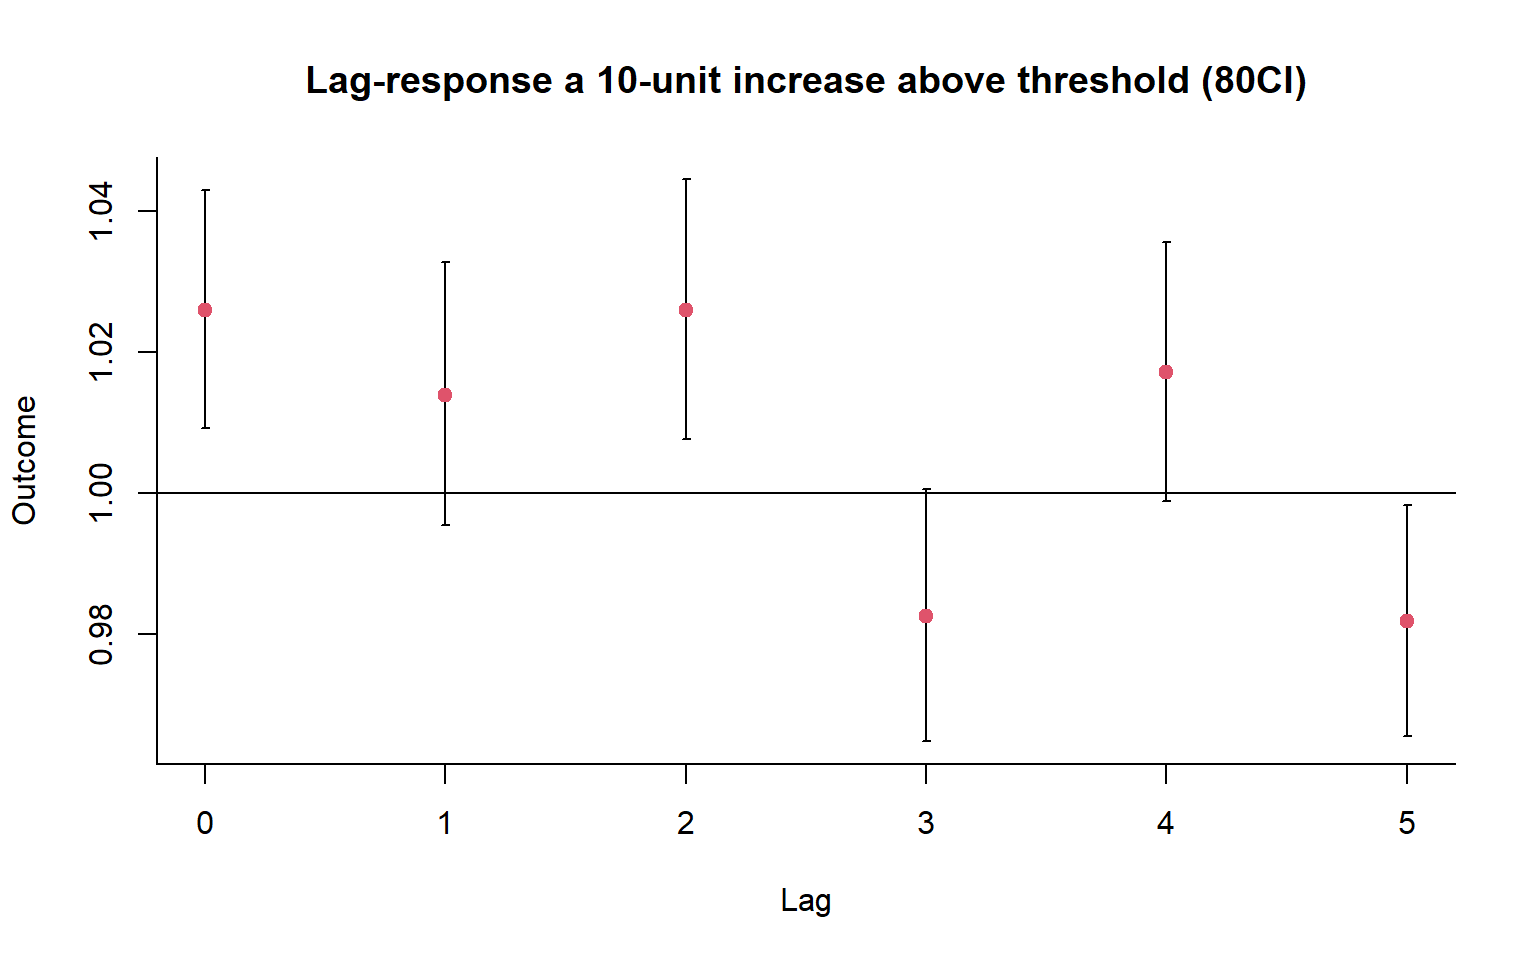 Lag-response a 10-unit increase above threshold (80CI)
Outcome
1.04
1.02
1.00
0.98
0 1 2 3 4 5
Lag